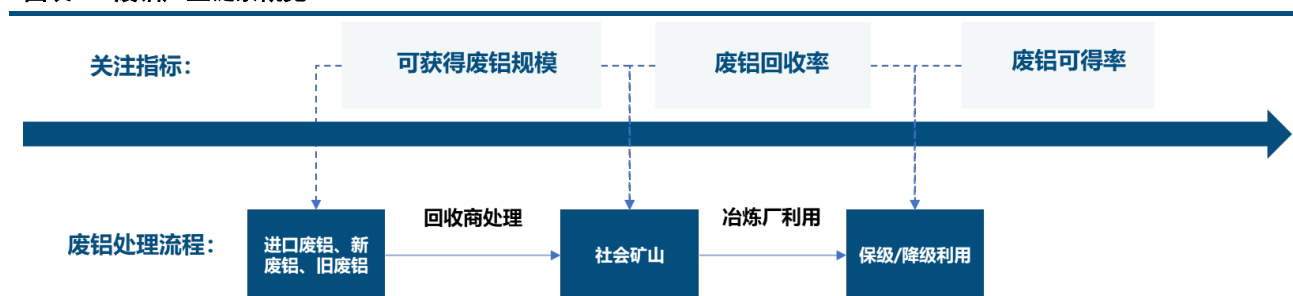 关注指标：
可获得废铝规模
废铝回收率
废铝可得率
废铝处理流程：
进口废铝、新
废铝、旧废铝
回收商处理
社会矿山
冶炼厂利用
保级/降级利用